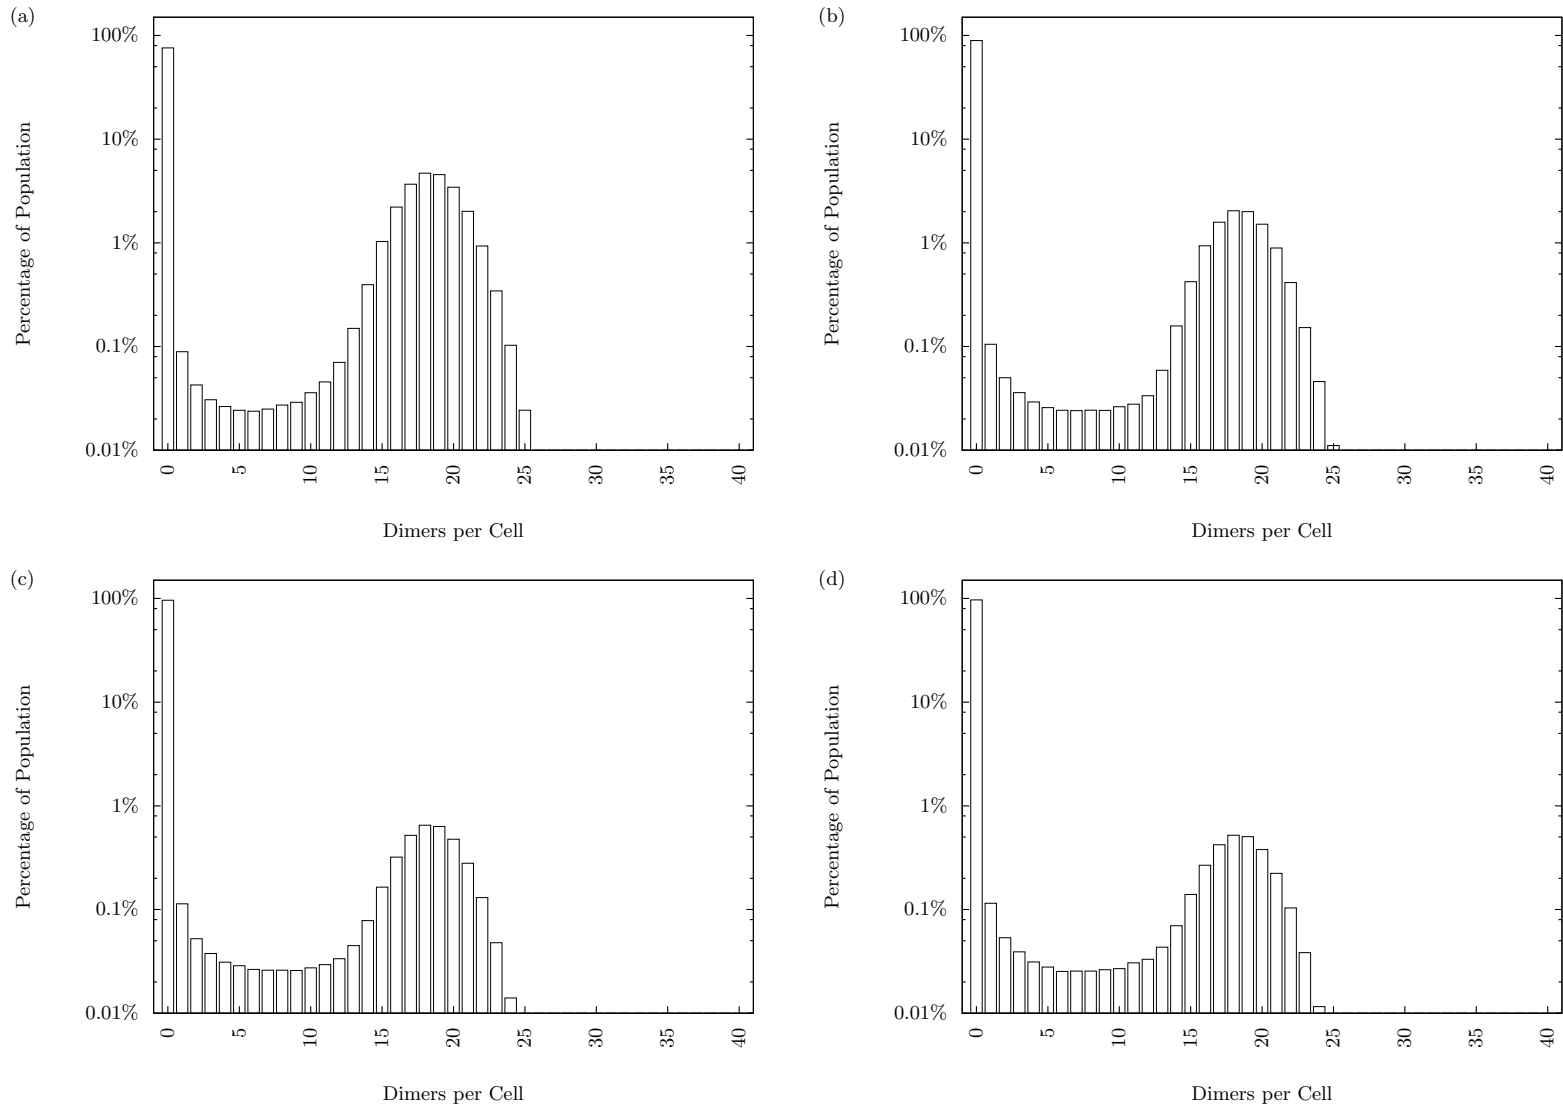 (a)
100%
10%
1%
0.1%
0.01%
Percentage of Population
0 5 10 15 20 25 30 35 40
Dimers per Cell
(b)
100%
10%
1%
0.1%
0.01%
Percentage of Population
0 5 10 15 20 25 30 35 40
Dimers per Cell
(c)
100%
10%
1%
0.1%
0.01%
Percentage of Population
0 5 10 15 20 25 30 35 40
Dimers per Cell
(d)
100%
10%
1%
0.1%
0.01%
Percentage of Population
0 5 10 15 20 25 30 35 40
Dimers per Cell